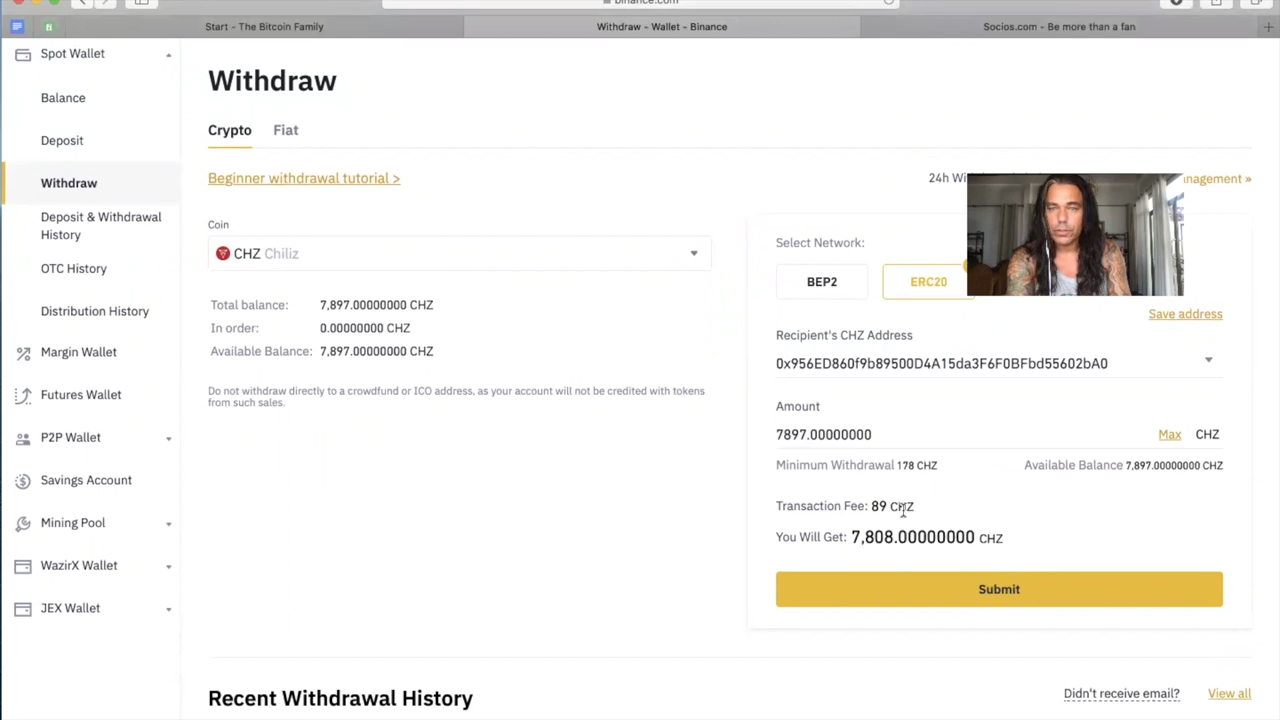 binance.com
Start - The Bitcoin Family
Withdraw - Wallet - Binance
Socios.com - Be more than a fan
Spot Wallet
Balance
Deposit
Withdraw
Deposit & Withdrawal
History
OTC History
Distribution History
Margin Wallet
Futures Wallet
P2P Wallet
Savings Account
Mining Pool
WazirX Wallet
JEX Wallet
Withdraw
Crypto Fiat
Beginner withdrawal tutorial >
Coin
CHZ Chiliz
Total balance: 7,897.00000000 CHZ
In order: 0.00000000 CHZ
Available Balance: 7,897.00000000 CHZ
Do not withdraw directly to a crowdfund or ICO address, as your account will not be credited with tokens
from such sales.
24h
Select Network:
BEP2 ERC20
Save address
Recipient's CHZ Address
0x956ED860f9b89500D4A15da3F6F0BFbd55602bA0
Amount
7897.00000000 Max CHZ
Minimum Withdrawal 178 CHZ Available Balance 7,897.00000000 CHZ
Transaction Fee: 89 CHZ
You Will Get: 7,808.00000000 CHZ
Submit
Recent Withdrawal History
Didn't receive email? View all